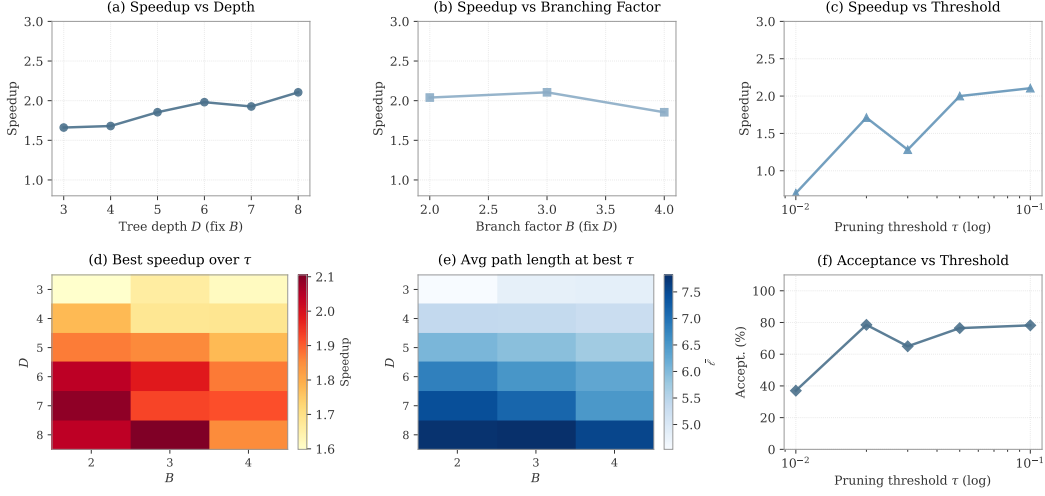 (a) Speedup vs Depth
3.0
2.5
2.0
1.5
1.0
Speedup
3 4 5 6 7 8
Tree depth D (fix B)
(b) Speedup vs Branching Factor
3.0
2.5
2.0
1.5
1.0
Speedup
2.0 2.5 3.0 3.5 4.0
Branch factor B (fix D)
(c) Speedup vs Threshold
3.0
2.5
2.0
1.5
1.0
Speedup
10⁻² 10⁻¹
Pruning threshold τ (log)
(d) Best speedup over τ
3
4
5
6
7
8
D
2 3 4
B
2.1
2.0
1.9
1.8
1.7
1.6
Speedup
(e) Avg path length at best τ
3
4
5
6
7
8
D
2 3 4
B
7.5
7.0
6.5
6.0
5.5
5.0
ℓ̄
(f) Acceptance vs Threshold
100
80
60
40
20
0
Accept. (%)
10⁻² 10⁻¹
Pruning threshold τ (log)